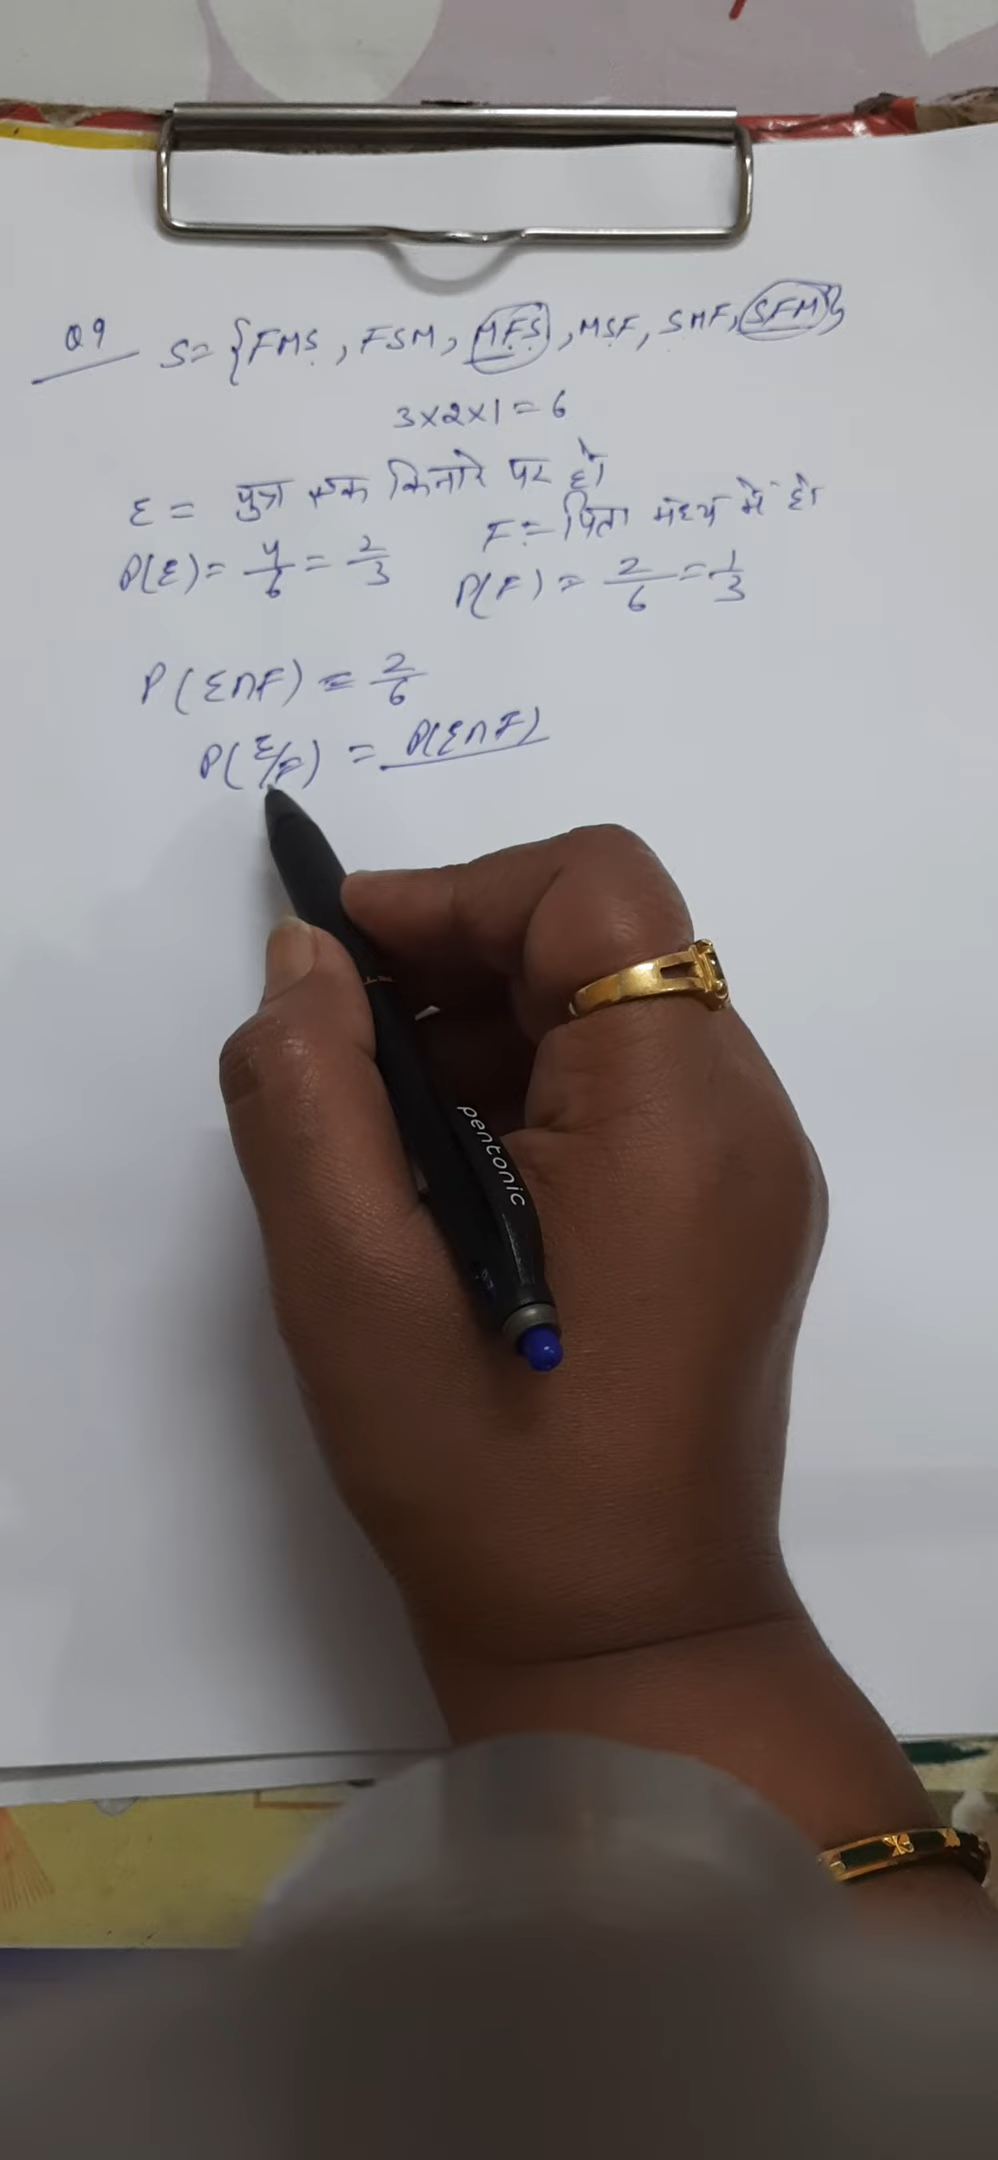 Q9 S= {FMS, FSM, MFS, MSF, SMF, SFM}
3×2×1=6
E = पुत्र एक किनारे पर हो
F = पिता मध्य में हो
P(E) = 4/6 = 2/3 P(F) = 2/6 = 1/3
P(E∩F) = 2/6
P(E/F) = P(E∩F)
pentonic